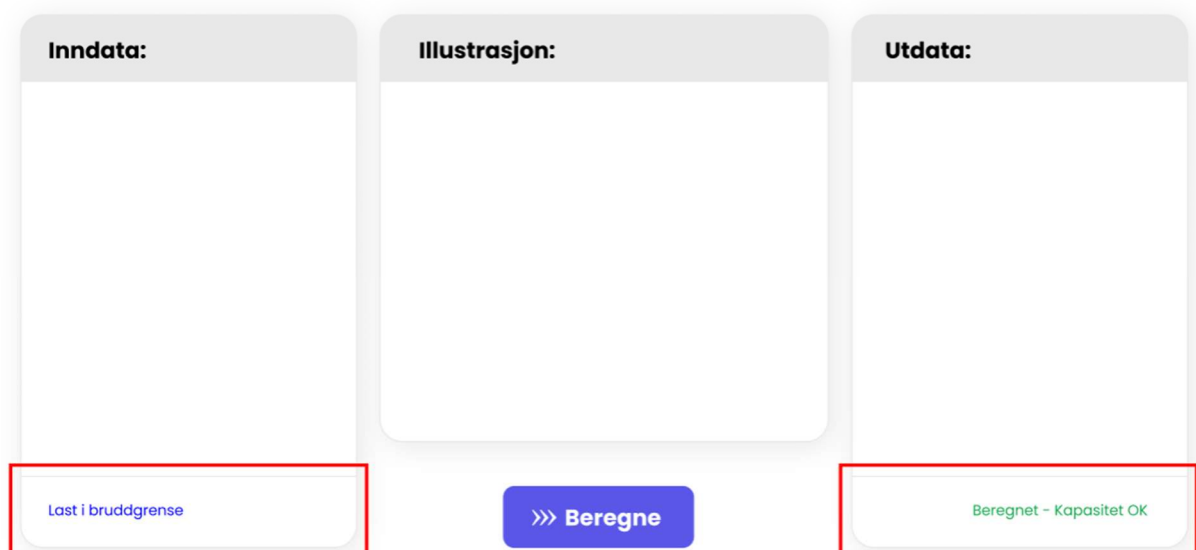 Inndata:
Illustrasjon:
Utdata:
Last i bruddgrense
>>> Beregne
Beregnet - Kapasitet OK